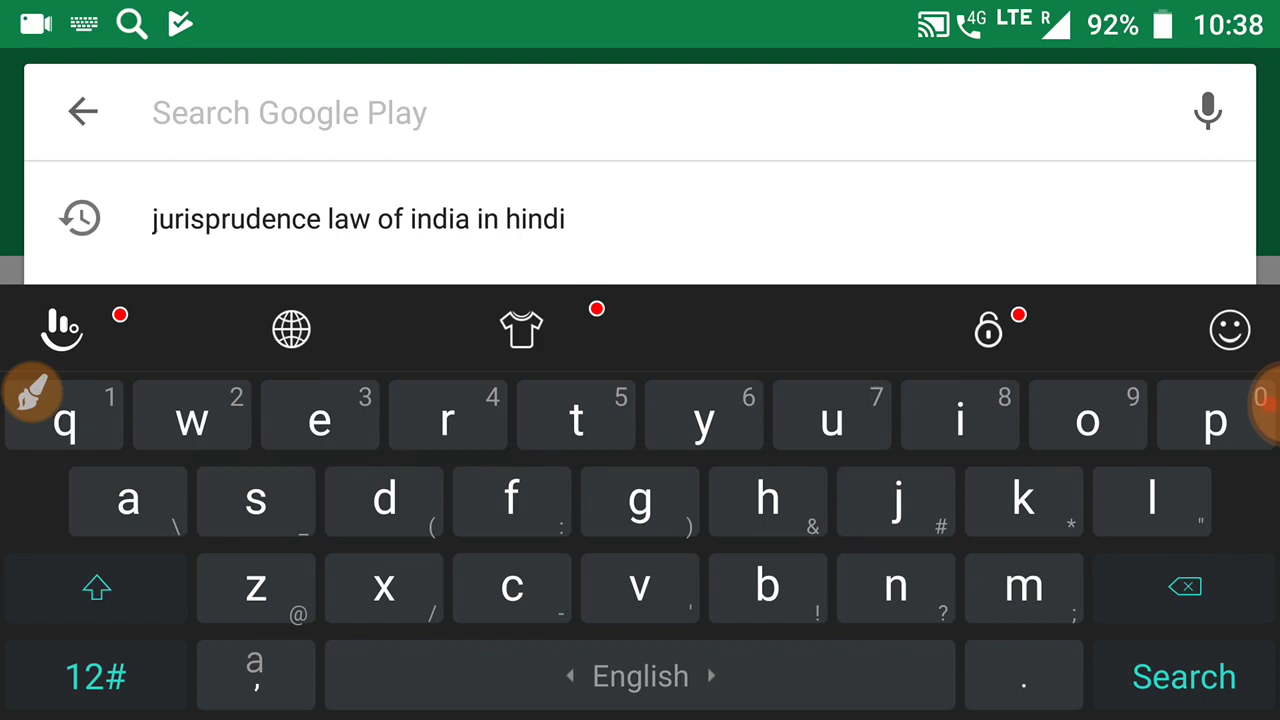 4G LTE R 92% 10:38
Search Google Play
jurisprudence law of india in hindi
q 1 w 2 e 3 r 4 t 5 y 6 u 7 i 8 o 9 p 0
a \ s _ d ( f : g ) h & j # k * l "
z @ x / c - v ' b ! n ? m ;
12# a , English . Search